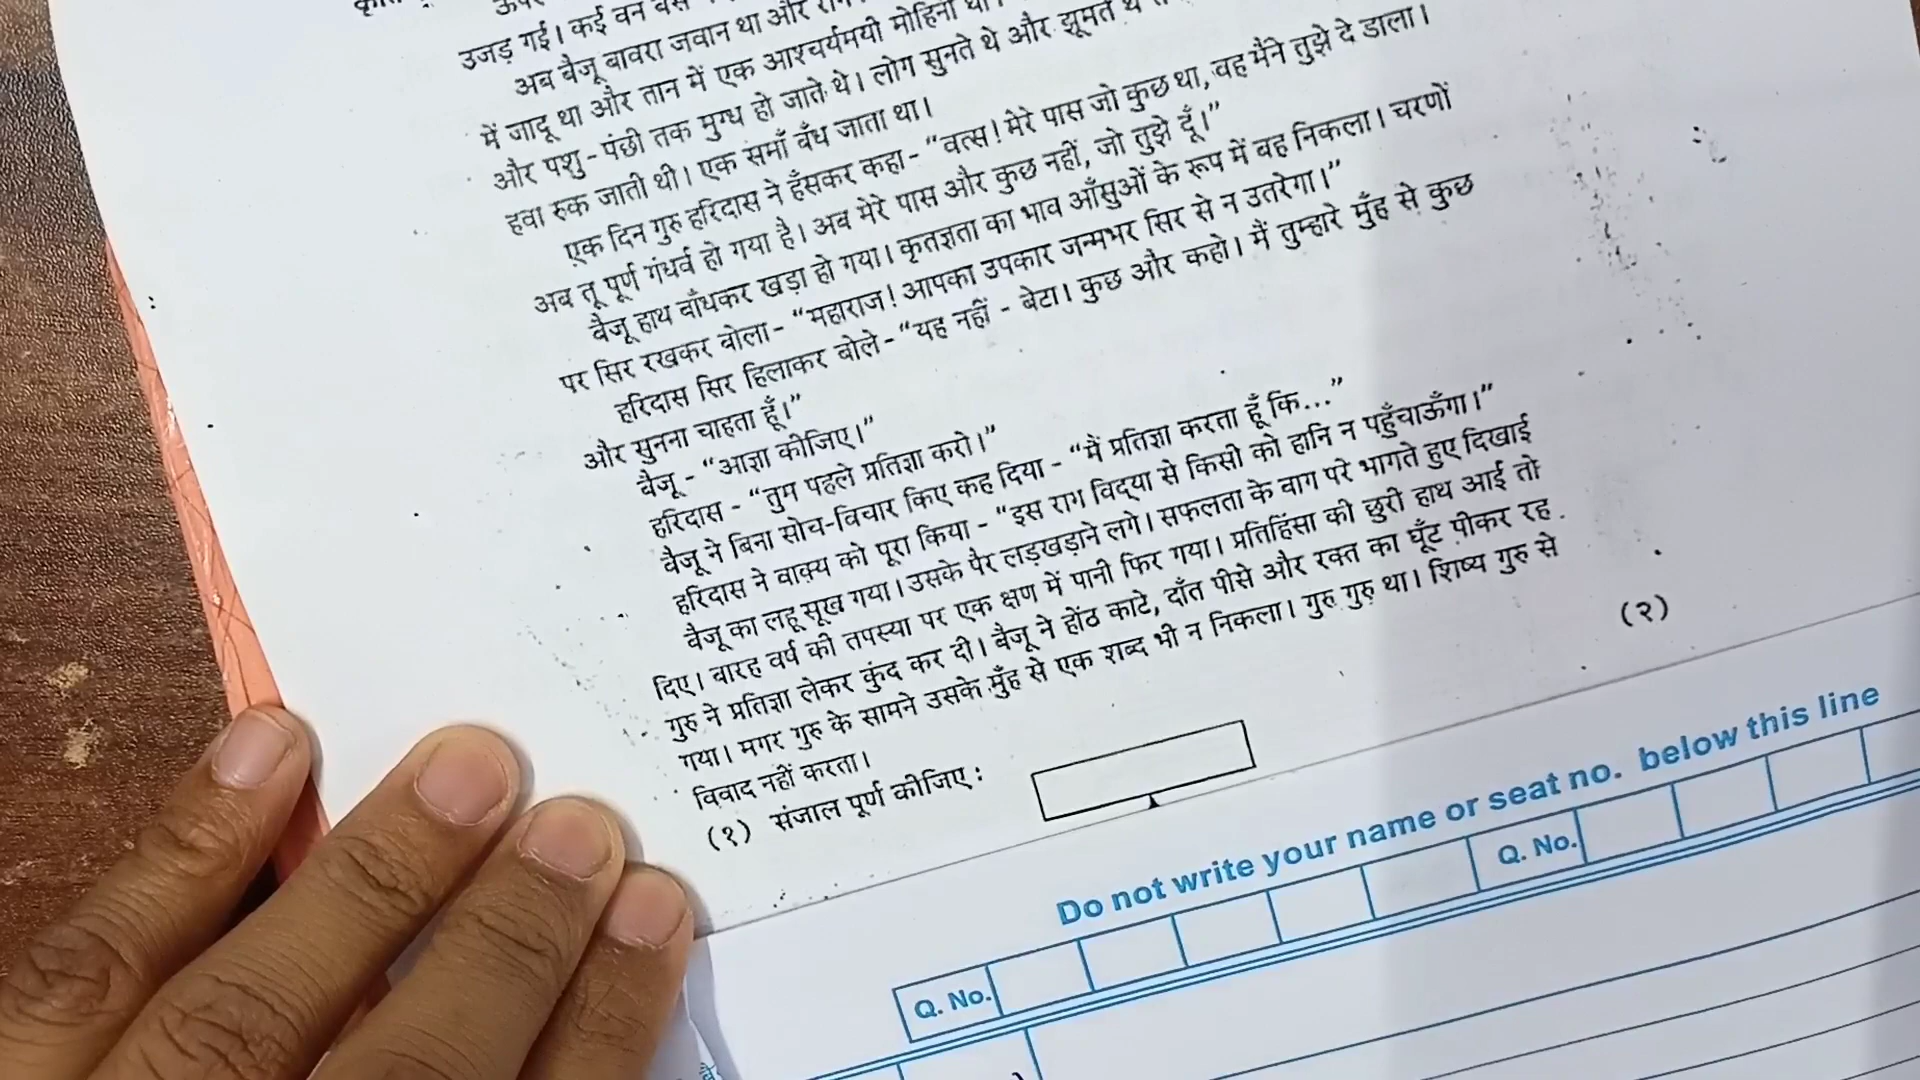 उजड़ गई। कई वन
अब बैजू बावरा जवान था और
में जादू था और तान में एक आश्चर्यमयी मोहिनी थी।
और पशु-पंछी तक मुग्ध हो जाते थे। लोग सुनते थे और झूमते थे
हवा रुक जाती थी। एक समाँ बँध जाता था।
एक दिन गुरु हरिदास ने हँसकर कहा- “वत्स! मेरे पास जो कुछ था, वह मैंने तुझे दे डाला।
अब तू पूर्ण गंधर्व हो गया है। अब मेरे पास और कुछ नहीं, जो तुझे दूँ।”
बैजू हाथ बाँधकर खड़ा हो गया। कृतज्ञता का भाव आँसुओं के रूप में बह निकला। चरणों
पर सिर रखकर बोला- “महाराज! आपका उपकार जन्मभर सिर से न उतरेगा।”
हरिदास सिर हिलाकर बोले- “यह नहीं - बेटा। कुछ और कहो। मैं तुम्हारे मुँह से कुछ
और सुनना चाहता हूँ।”
बैजू - “आज्ञा कीजिए।”
हरिदास - “तुम पहले प्रतिज्ञा करो।”
बैजू ने बिना सोच-विचार किए कह दिया - “मैं प्रतिज्ञा करता हूँ कि...”
हरिदास ने वाक्य को पूरा किया - “इस राग विद्या से किसी को हानि न पहुँचाऊँगा।”
बैजू का लहू सूख गया। उसके पैर लड़खड़ाने लगे। सफलता के बाग परे भागते हुए दिखाई
दिए। बारह वर्ष की तपस्या पर एक क्षण में पानी फिर गया। प्रतिहिंसा की छुरी हाथ आई तो
गुरु ने प्रतिज्ञा लेकर कुंद कर दी। बैजू ने होंठ काटे, दाँत पीसे और रक्त का घूँट पीकर रह
गया। मगर गुरु के सामने उसके मुँह से एक शब्द भी न निकला। गुरु गुरु था। शिष्य गुरु से
विवाद नहीं करता।
(१) संजाल पूर्ण कीजिए : (२)
Do not write your name or seat no. below this line
Q. No. Q. No.